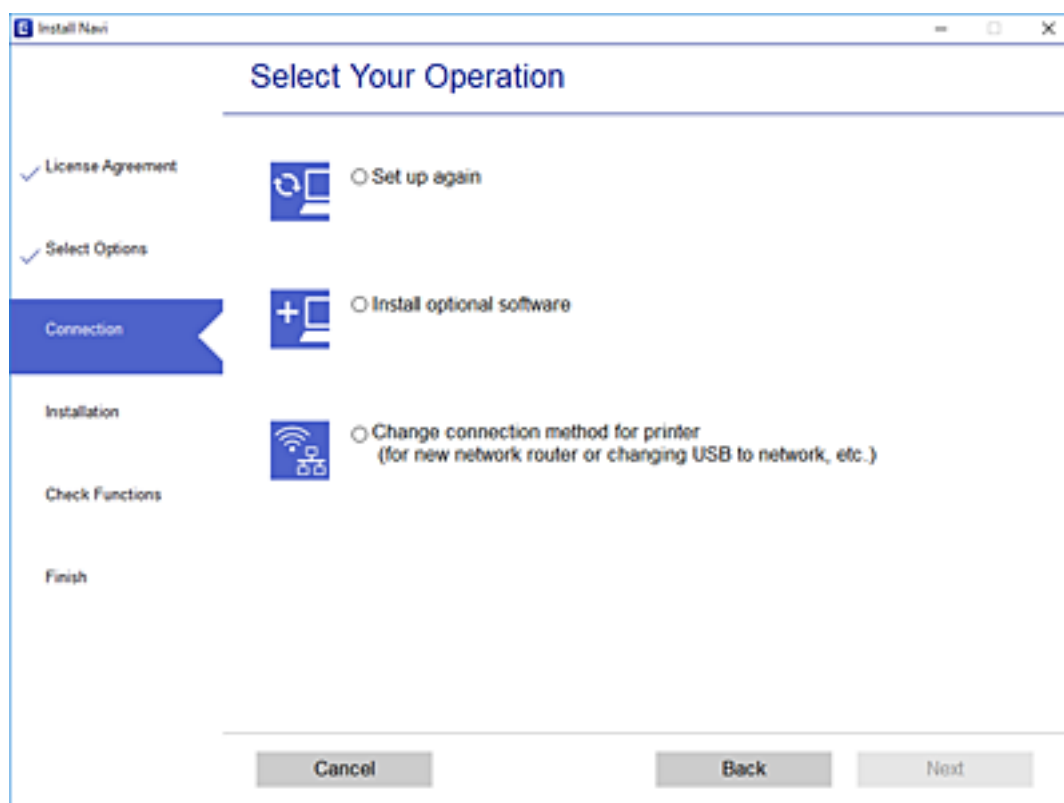 Install Navi
Select Your Operation
License Agreement
Select Options
Connection
Installation
Check Functions
Finish
Set up again
Install optional software
Change connection method for printer
(for new network router or changing USB to network, etc.)
Cancel
Back
Next